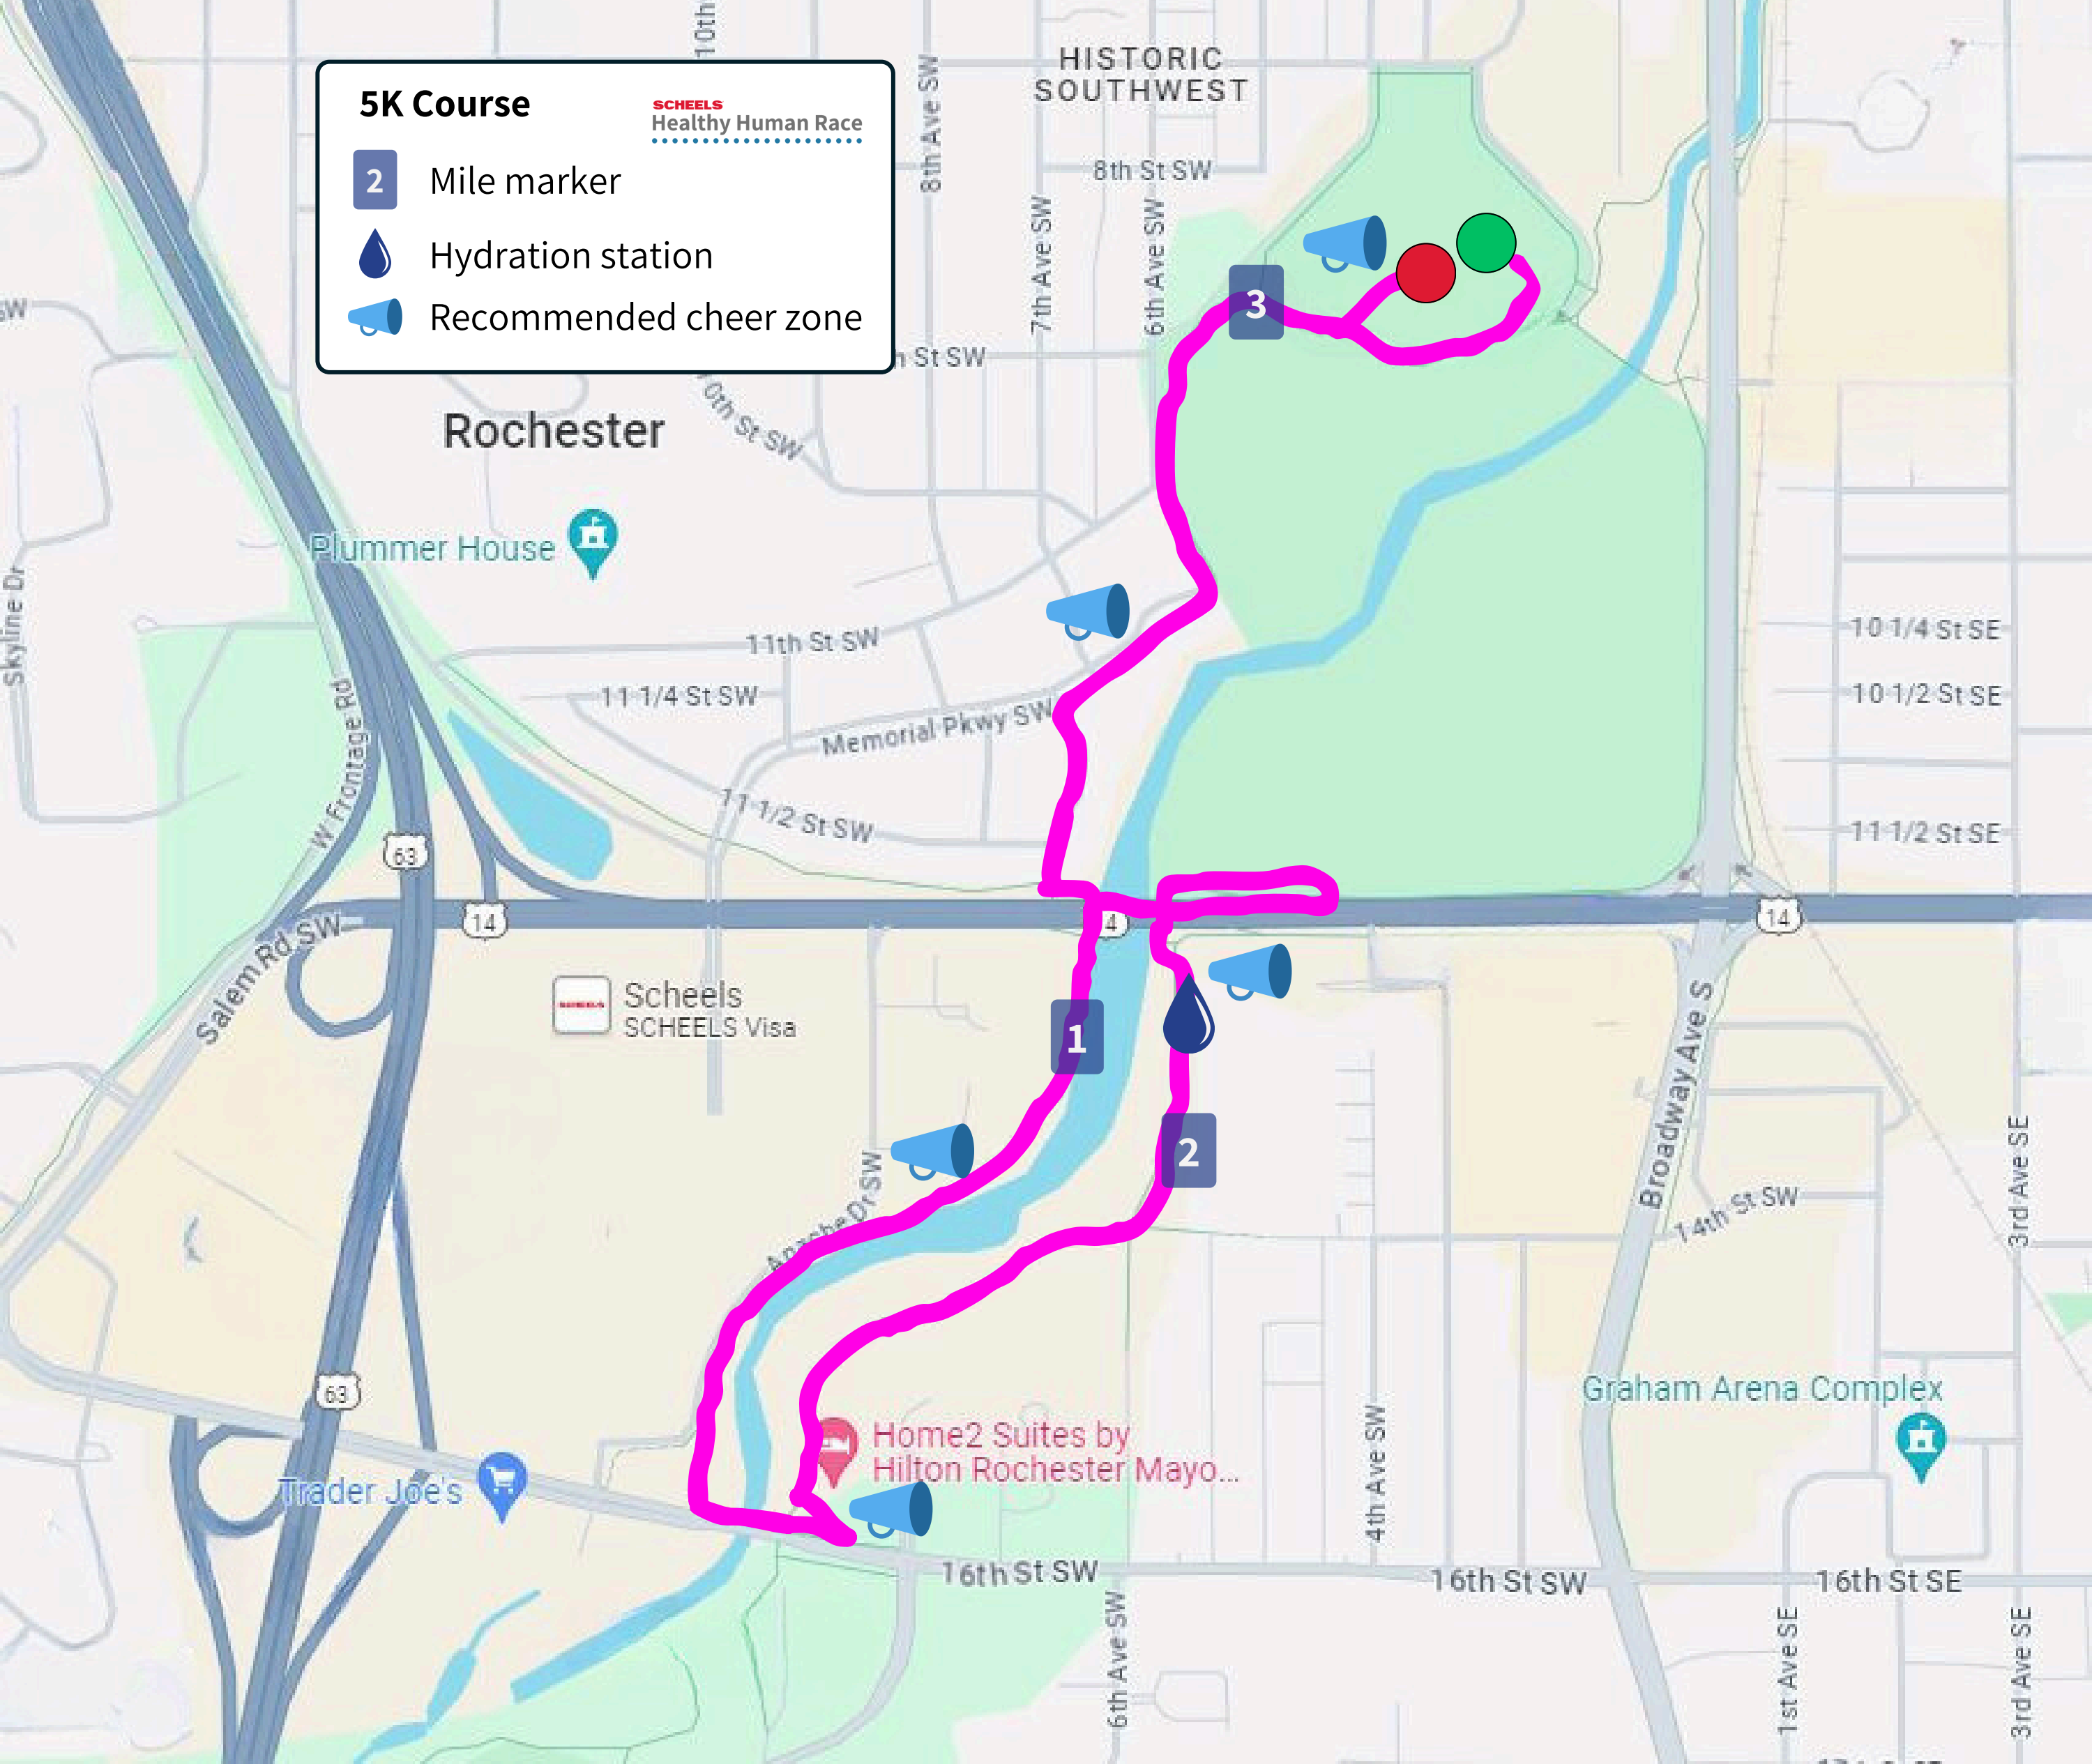 HISTORIC
SOUTHWEST
10th
8th Ave SW
5K Course
SCHEELS
Healthy Human Race
2
Mile marker
Hydration station
Recommended cheer zone
8th St SW
7th Ave SW
6th Ave SW
3
St SW
0th St SW
Rochester
Plummer House
Skyline Dr
11th St SW
11 1/4 St SW
Memorial Pkwy SW
11 1/2 St SW
W Frontage Rd
10 1/4 St SE
10 1/2 St SE
11 1/2 St SE
63
14
4
14
Salem Rd SW
Scheels
SCHEELS Visa
SCHEELS
1
2
Apache Dr SW
Broadway Ave S
14th St SW
3rd Ave SE
63
Graham Arena Complex
Home2 Suites by
Hilton Rochester Mayo...
Trader Joe's
4th Ave SW
16th St SW
16th St SW
16th St SE
6th Ave SW
1st Ave SE
3rd Ave SE